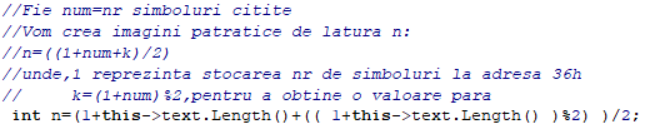 //Fie num=nr simboluri citite
//Vom crea imagini patratice de latura n:
//n=((1+num+k)/2)
//unde,1 reprezinta stocarea nr de simboluri la adresa 36h
//      k=(1+num)%2,pentru a obtine o valoare para
int n=(1+this->text.Length()+(( 1+this->text.Length() )%2) )/2;